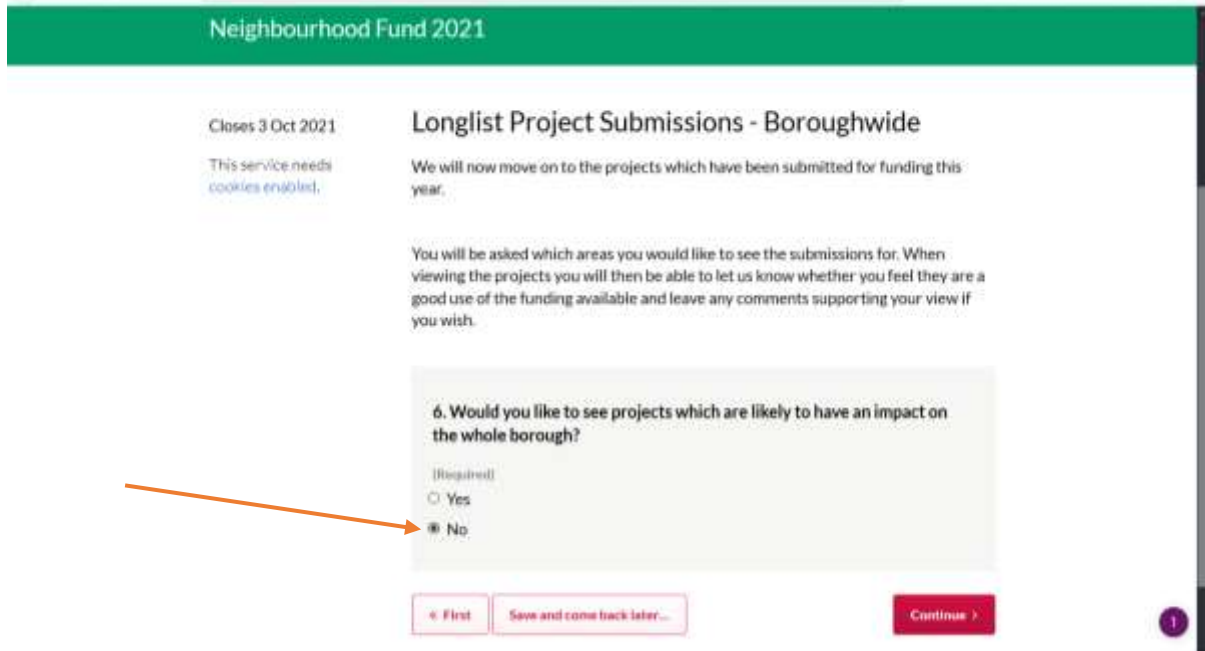 Neighbourhood Fund 2021
Closes 3 Oct 2021
This service needs
cookies enabled.
Longlist Project Submissions - Boroughwide
We will now move on to the projects which have been submitted for funding this
year.
You will be asked which areas you would like to see the submissions for. When
viewing the projects you will then be able to let us know whether you feel they are a
good use of the funding available and leave any comments supporting your view if
you wish.
6. Would you like to see projects which are likely to have an impact on
the whole borough?
(Required)
Yes
No
< First
Save and come back later...
Continue >
1